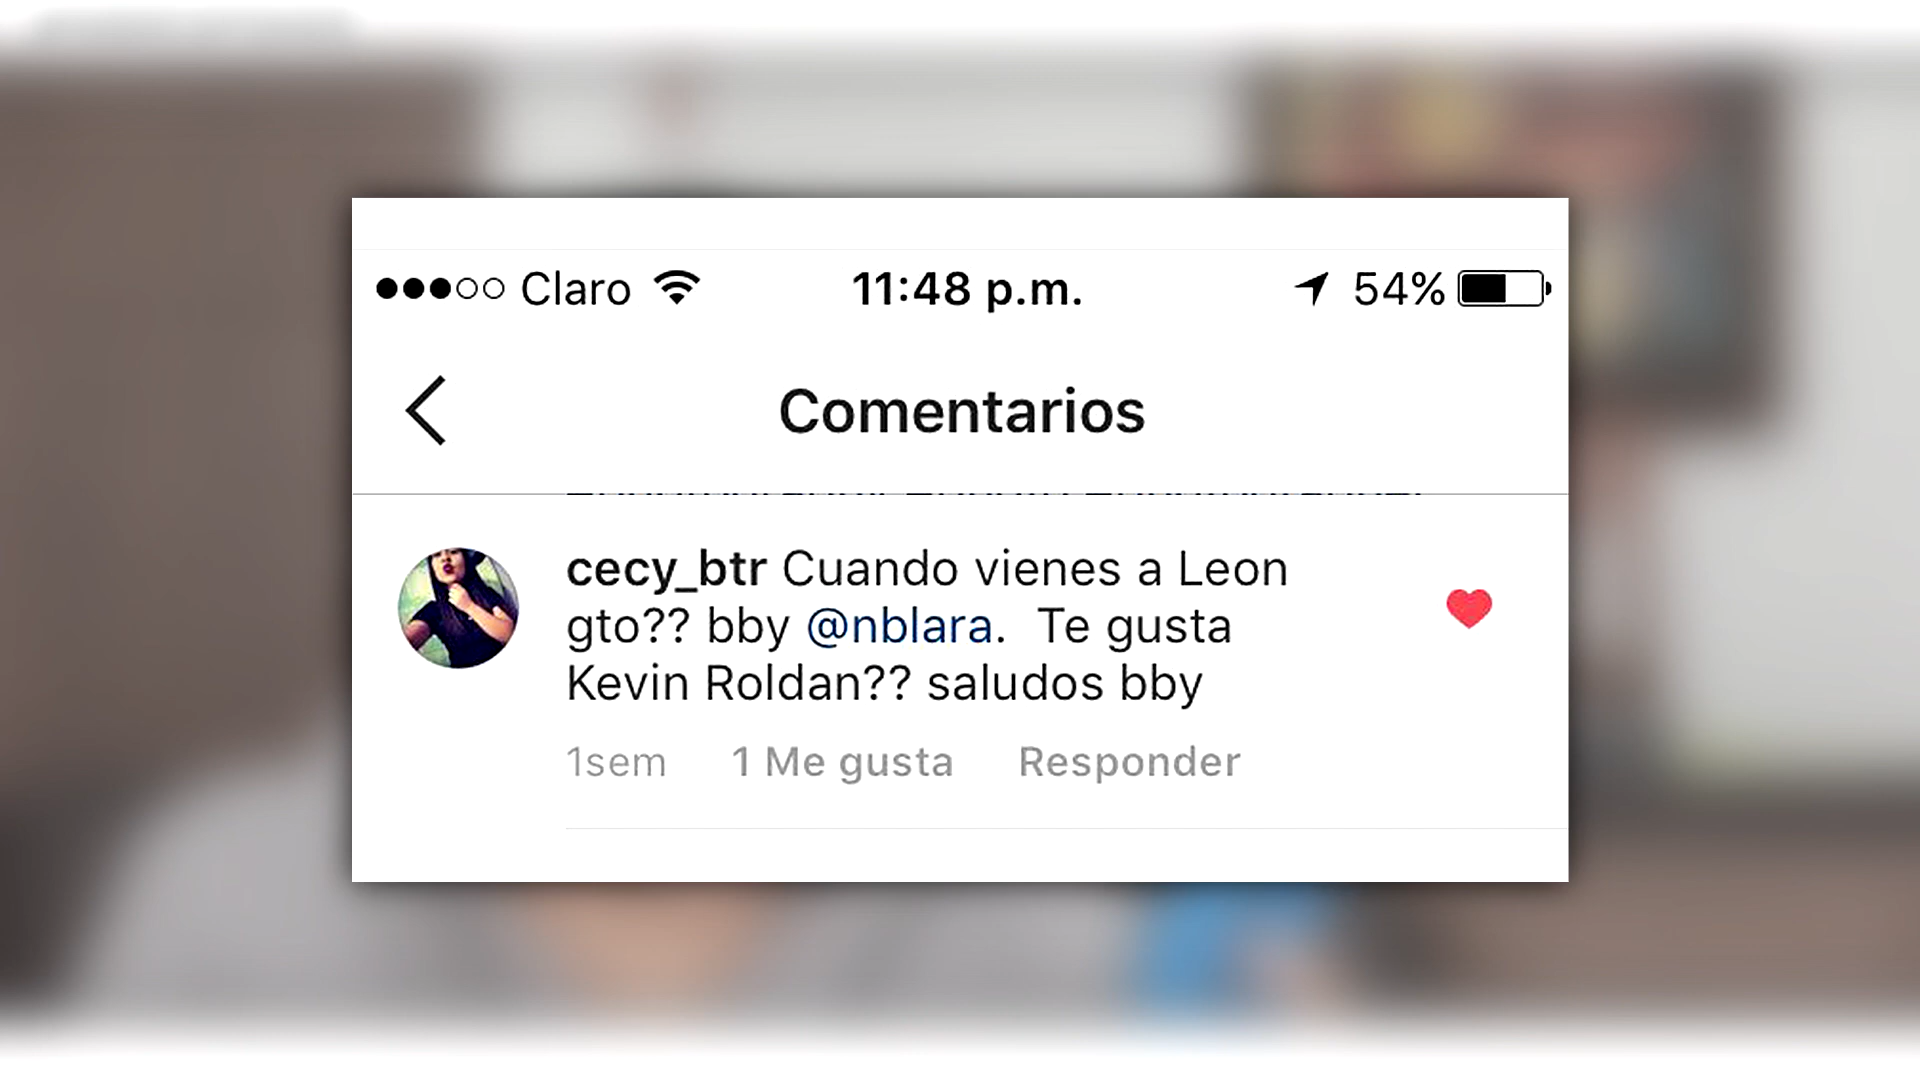 Claro 11:48 p.m. 54%
Comentarios
cecy_btr Cuando vienes a Leon
gto?? bby @nblara.  Te gusta
Kevin Roldan?? saludos bby
1sem 1 Me gusta Responder